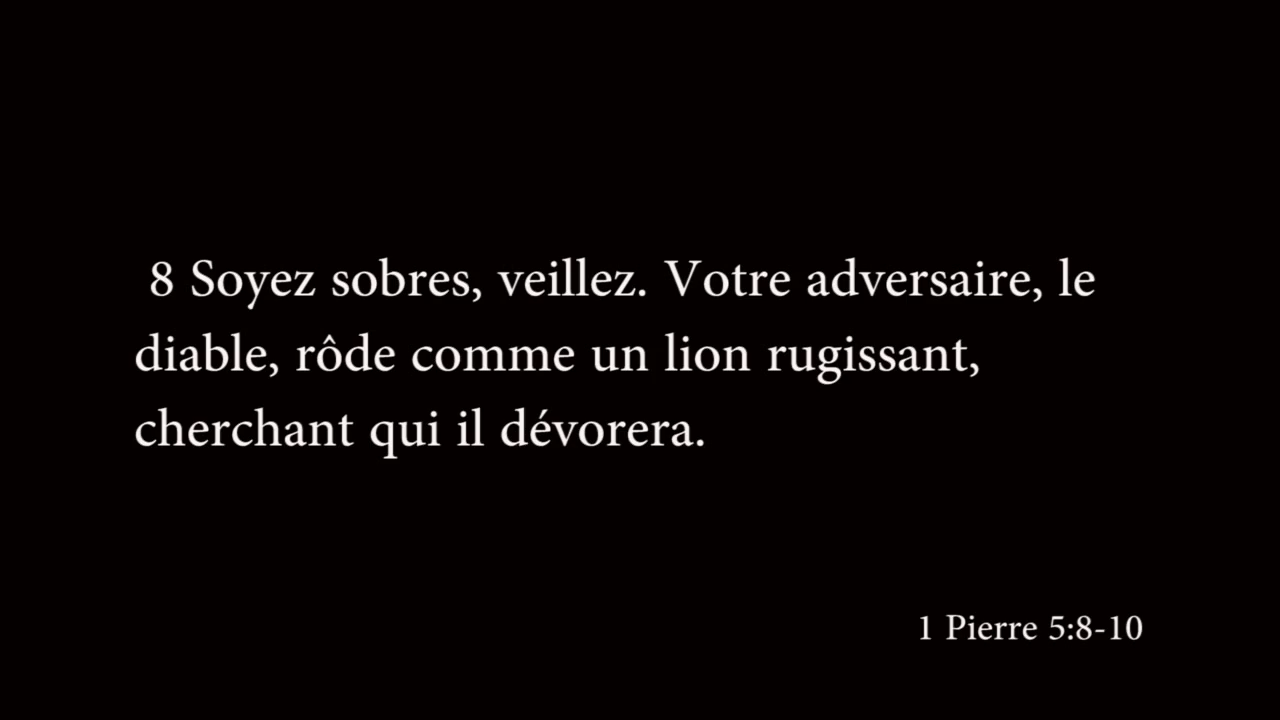 8 Soyez sobres, veillez. Votre adversaire, le
diable, rôde comme un lion rugissant,
cherchant qui il dévorera.
1 Pierre 5:8-10